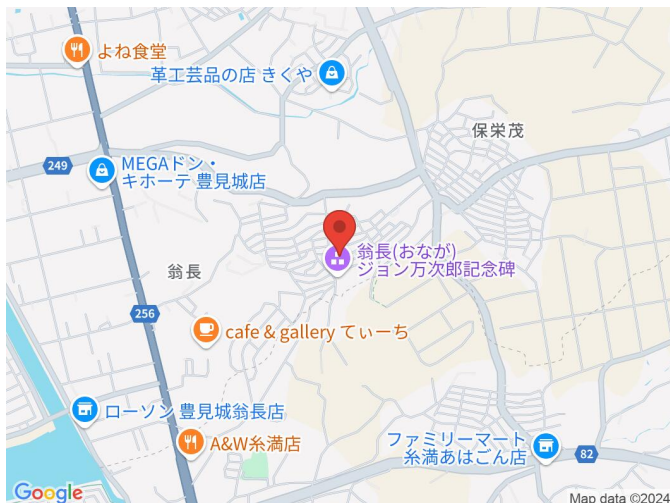 よね食堂
革工芸品の店 きくや
保栄茂
249
MEGAドン・
キホーテ 豊見城店
翁長(おなが)
ジョン万次郎記念碑
翁長
256
cafe & gallery てぃーち
ローソン 豊見城翁長店
A&W糸満店
ファミリーマート
糸満あはごん店
82
Google
Map data ©2024